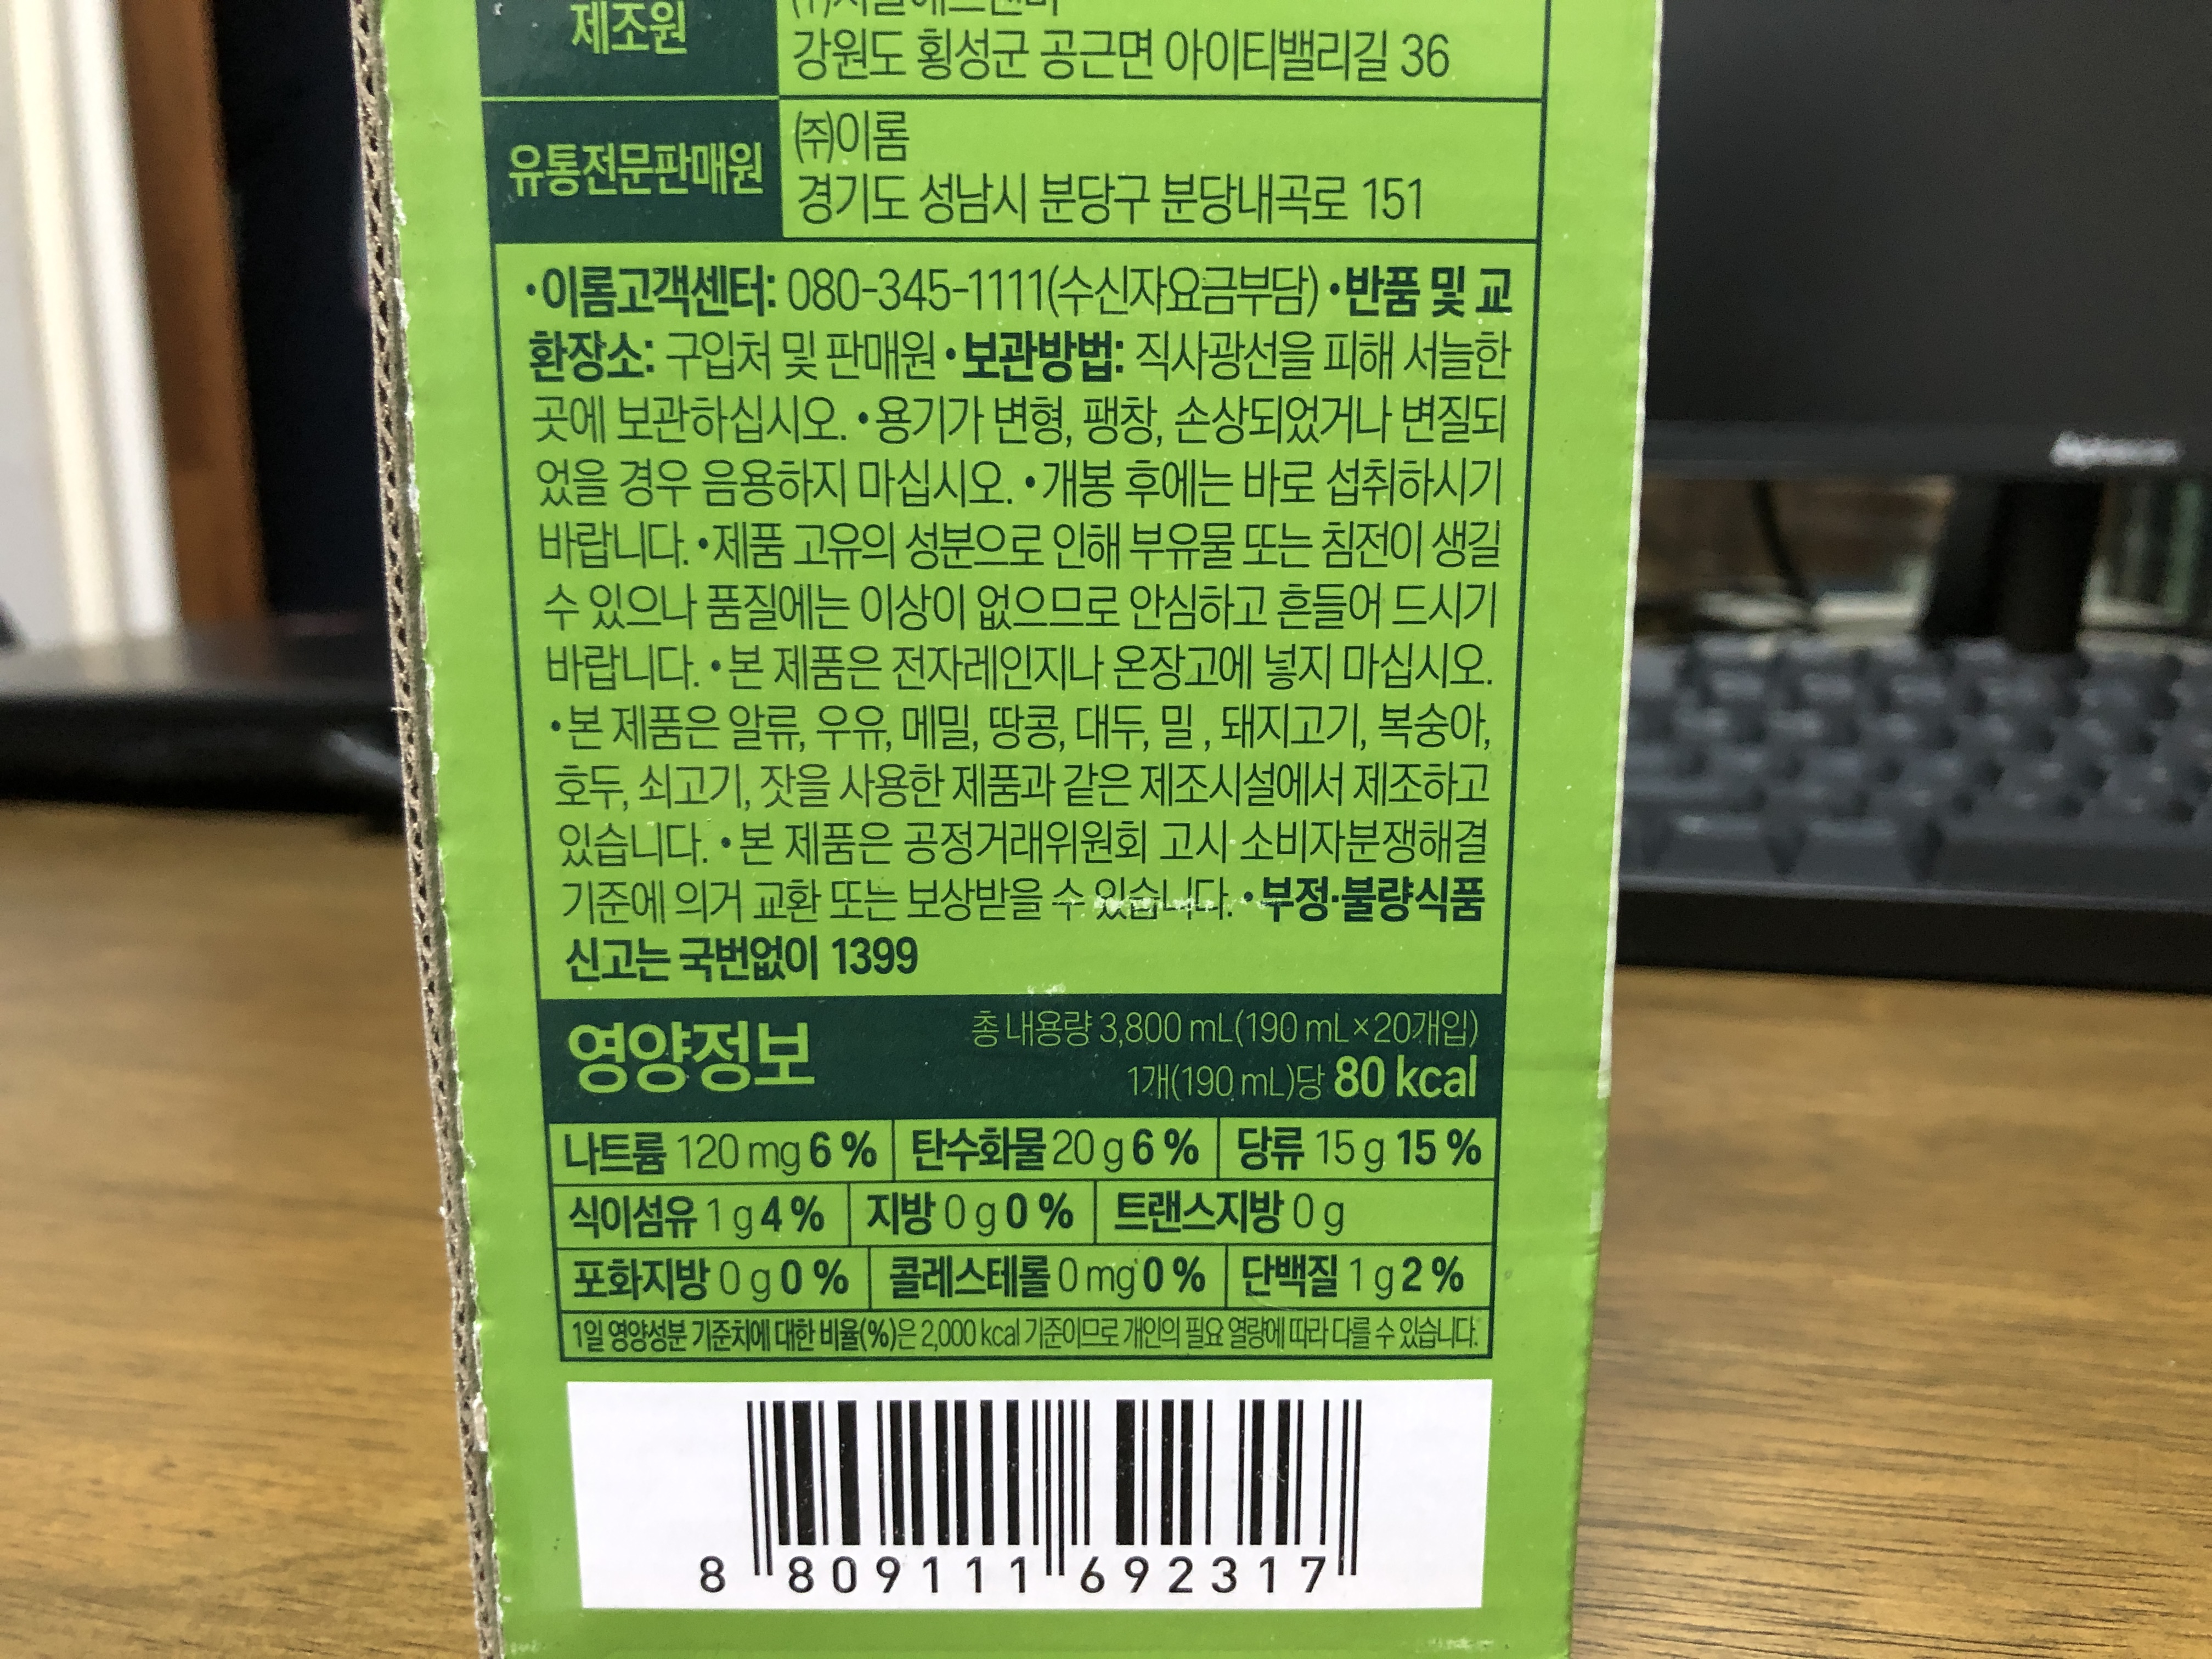 제조원
강원도 횡성군 공근면 아이티밸리길 36
유통전문판매원
㈜이롬
경기도 성남시 분당구 분당내곡로 151
•이롬고객센터: 080-345-1111(수신자요금부담) •반품 및 교
환장소: 구입처 및 판매원 •보관방법: 직사광선을 피해 서늘한
곳에 보관하십시오. •용기가 변형, 팽창, 손상되었거나 변질되
었을 경우 음용하지 마십시오. •개봉 후에는 바로 섭취하시기
바랍니다. •제품 고유의 성분으로 인해 부유물 또는 침전이 생길
수 있으나 품질에는 이상이 없으므로 안심하고 흔들어 드시기
바랍니다. •본 제품은 전자레인지나 온장고에 넣지 마십시오.
•본 제품은 알류, 우유, 메밀, 땅콩, 대두, 밀, 돼지고기, 복숭아,
호두, 쇠고기, 잣을 사용한 제품과 같은 제조시설에서 제조하고
있습니다. •본 제품은 공정거래위원회 고시 소비자분쟁해결
기준에 의거 교환 또는 보상받을 수 있습니다. •부정·불량식품
신고는 국번없이 1399
영양정보
총 내용량 3,800 mL(190 mL×20개입)
1개(190 mL)당 80 kcal
나트륨 120 mg 6 % 탄수화물 20 g 6 % 당류 15 g 15 %
식이섬유 1 g 4 % 지방 0 g 0 % 트랜스지방 0 g
포화지방 0 g 0 % 콜레스테롤 0 mg 0 % 단백질 1 g 2 %
1일 영양성분 기준치에 대한 비율(%)은 2,000 kcal 기준이므로 개인의 필요 열량에 따라 다를 수 있습니다.
8 809111 692317